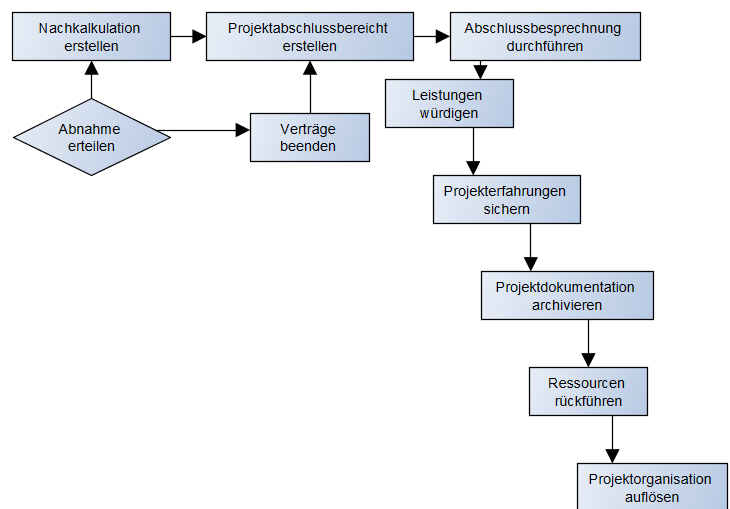 Nachkalkulation
erstellen
Projektabschlussbereicht
erstellen
Abschlussbesprechnung
durchführen
Leistungen
würdigen
Abnahme
erteilen
Verträge
beenden
Projekterfahrungen
sichern
Projektdokumentation
archivieren
Ressourcen
rückführen
Projektorganisation
auflösen